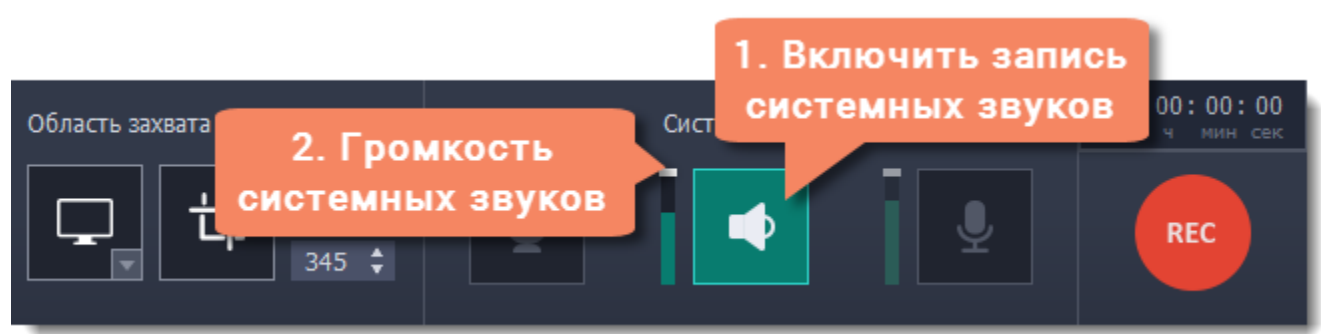 1. Включить запись
системных звуков
2. Громкость
системных звуков
Область захвата
00:00:00
ч мин сек
345
REC